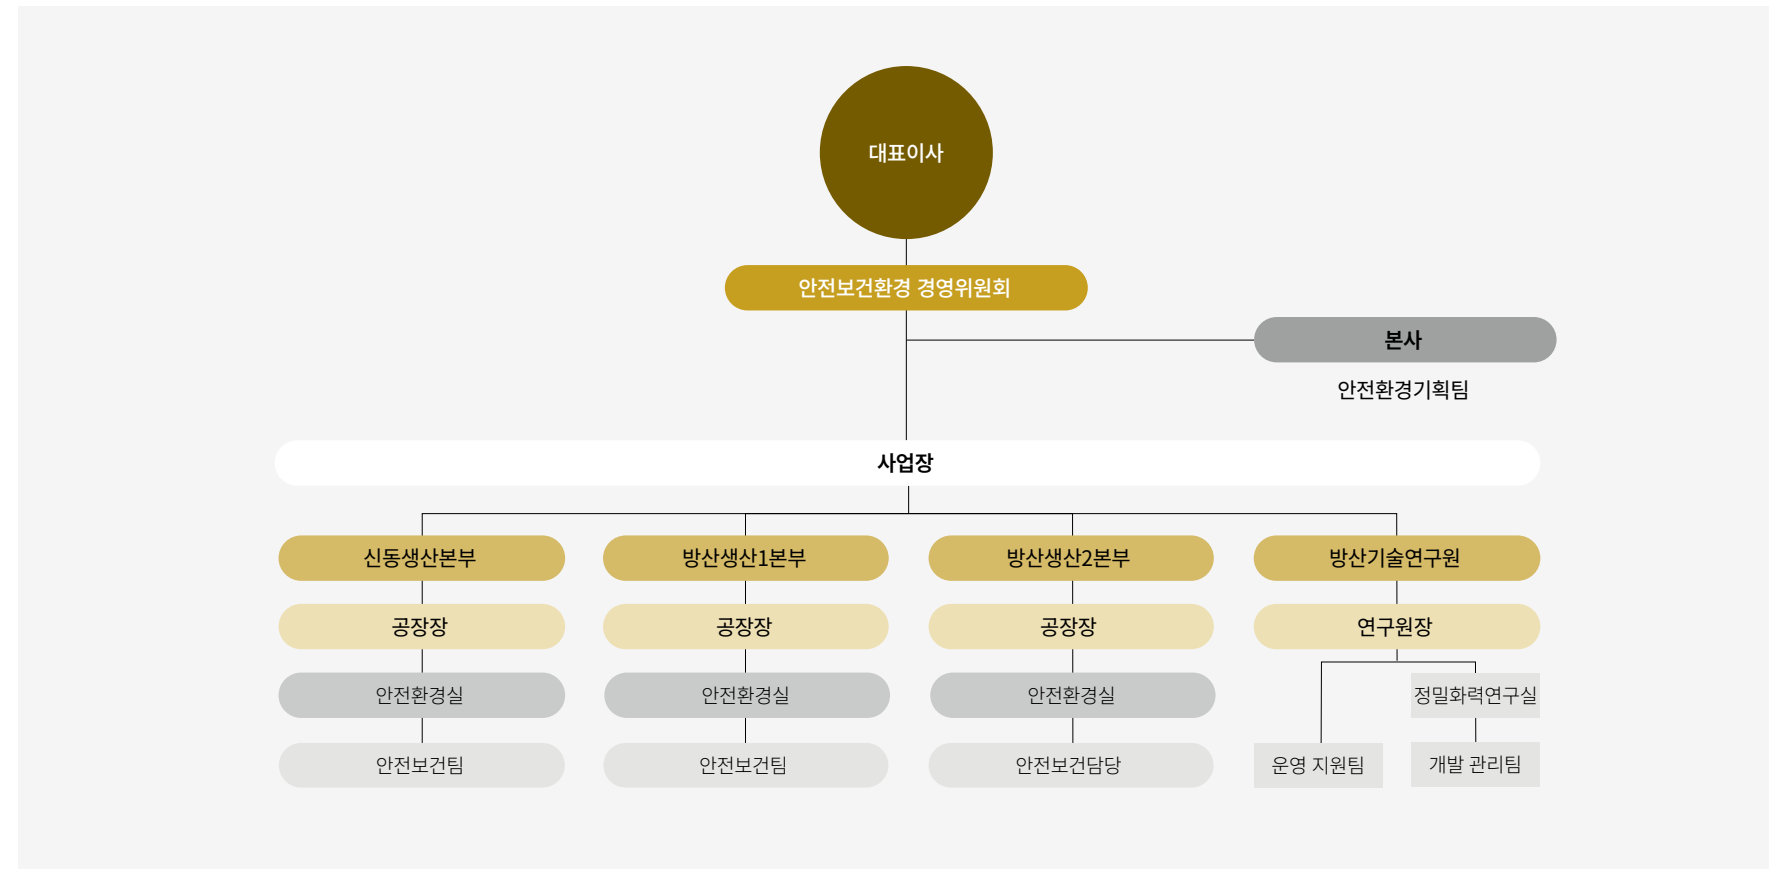 대표이사
안전보건환경 경영위원회
본사
안전환경기획팀
사업장
신동생산본부
방산생산1본부
방산생산2본부
방산기술연구원
공장장
공장장
공장장
연구원장
안전환경실
안전환경실
안전환경실
정밀화력연구실
안전보건팀
안전보건팀
안전보건담당
운영 지원팀
개발 관리팀